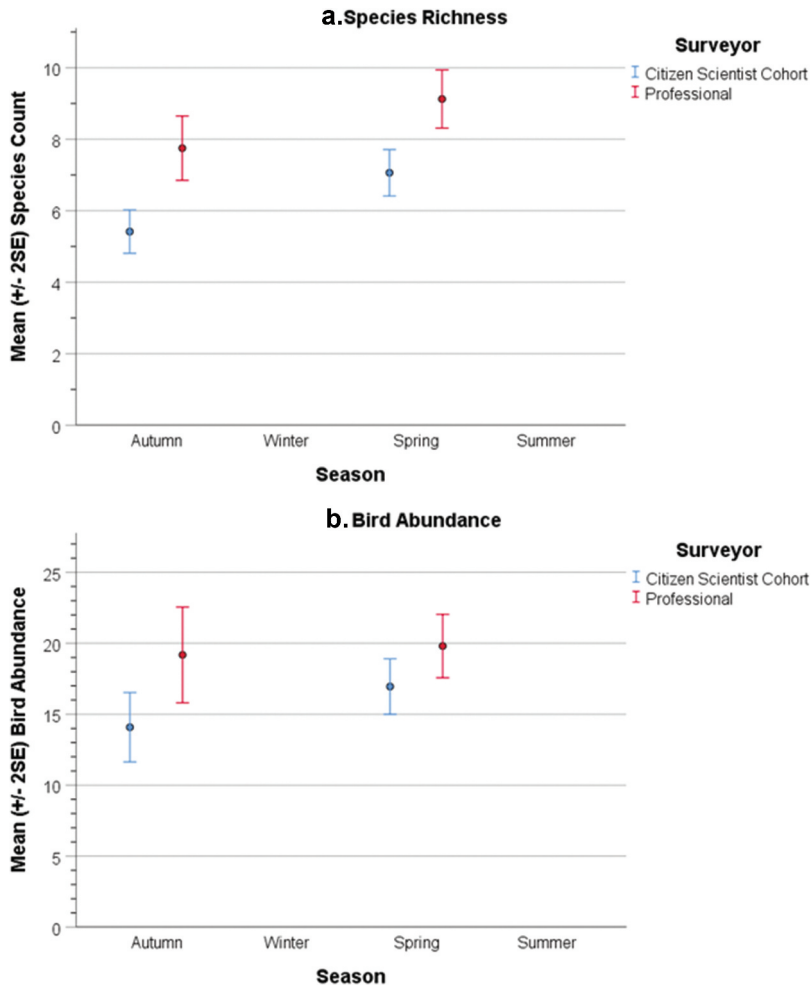 a. Species Richness
Surveyor
Citizen Scientist Cohort
Professional
Mean (+/- 2SE) Species Count
10
8
6
4
2
0
Autumn Winter Spring Summer
Season
b. Bird Abundance
Surveyor
Citizen Scientist Cohort
Professional
Mean (+/- 2SE) Bird Abundance
25
20
15
10
5
0
Autumn Winter Spring Summer
Season